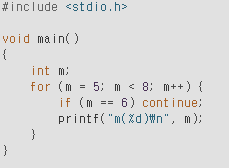 #include <stdio.h>
void main()
{
    int m;
    for (m = 5; m < 8; m++) {
        if (m == 6) continue;
        printf("m(%d)₩n", m);
    }
}